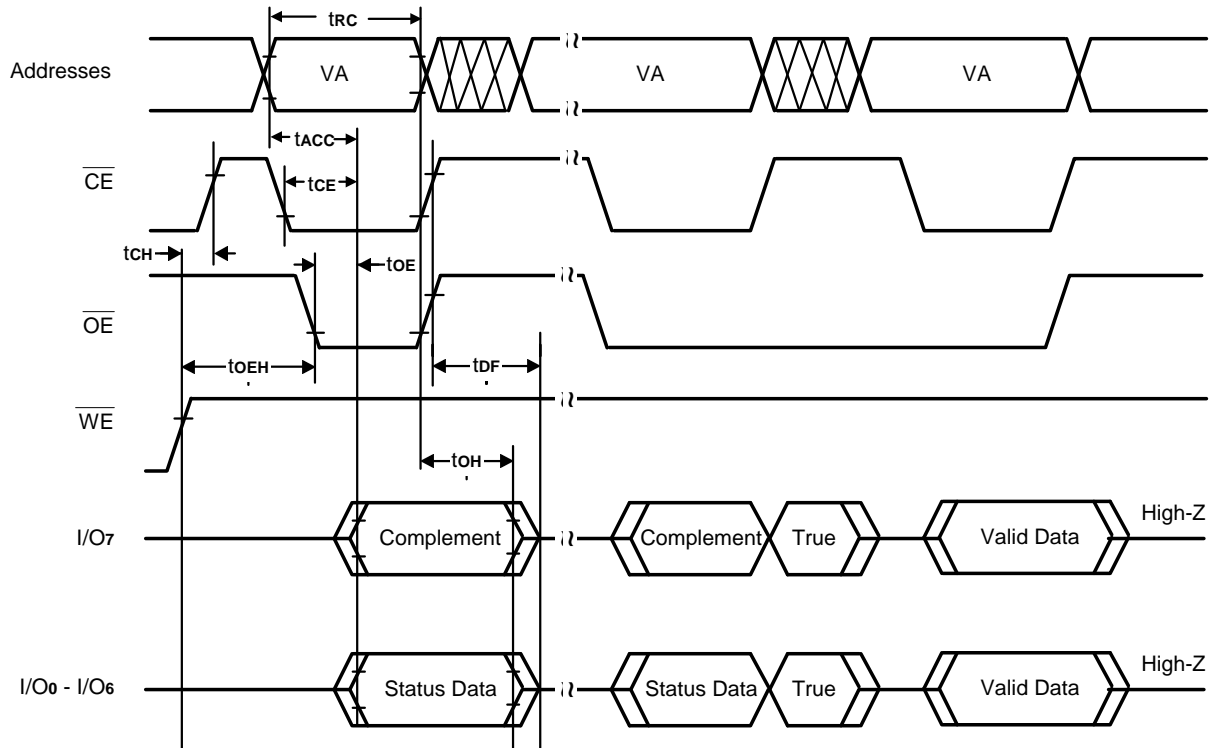 tRC
Addresses VA VA VA
tACC
CE
tCE
tCH
tOE
OE
tOEH tDF
WE
tOH
I/O7 Complement Complement True Valid Data High-Z
I/O0 - I/O6 Status Data Status Data True Valid Data High-Z